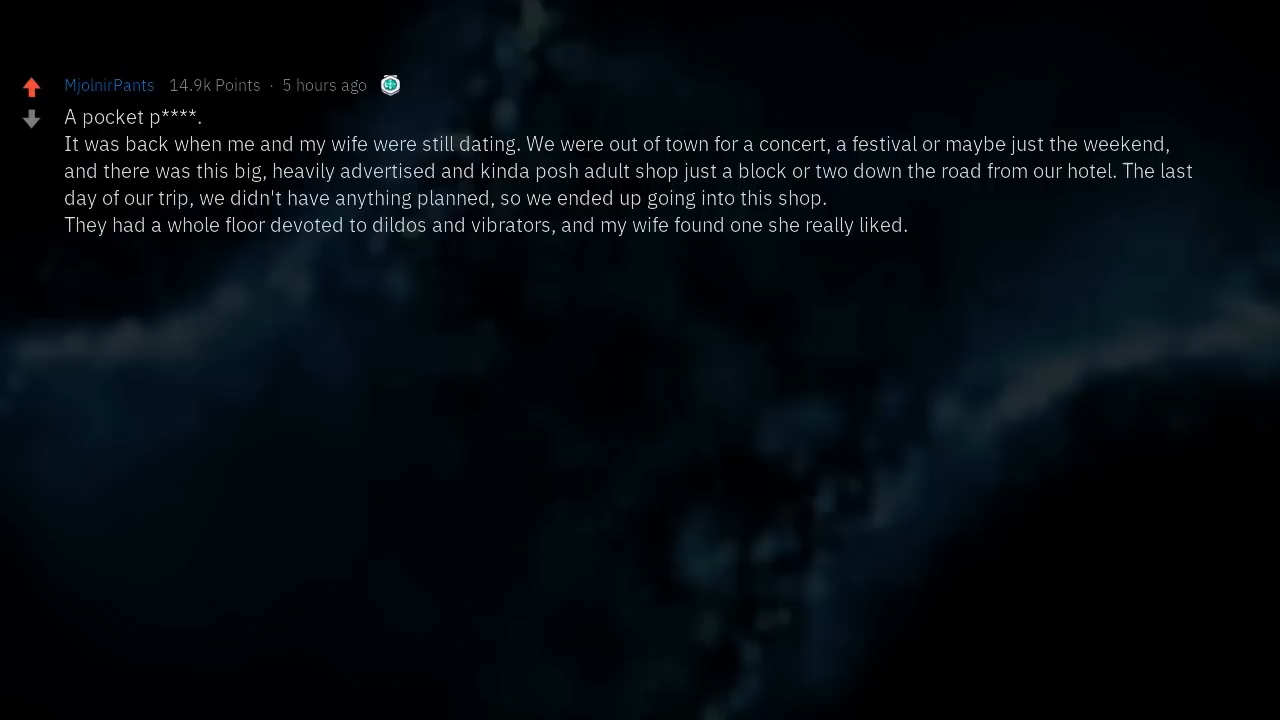 MjolnirPants 14.9k Points · 5 hours ago
A pocket p****.
It was back when me and my wife were still dating. We were out of town for a concert, a festival or maybe just the weekend,
and there was this big, heavily advertised and kinda posh adult shop just a block or two down the road from our hotel. The last
day of our trip, we didn't have anything planned, so we ended up going into this shop.
They had a whole floor devoted to dildos and vibrators, and my wife found one she really liked.